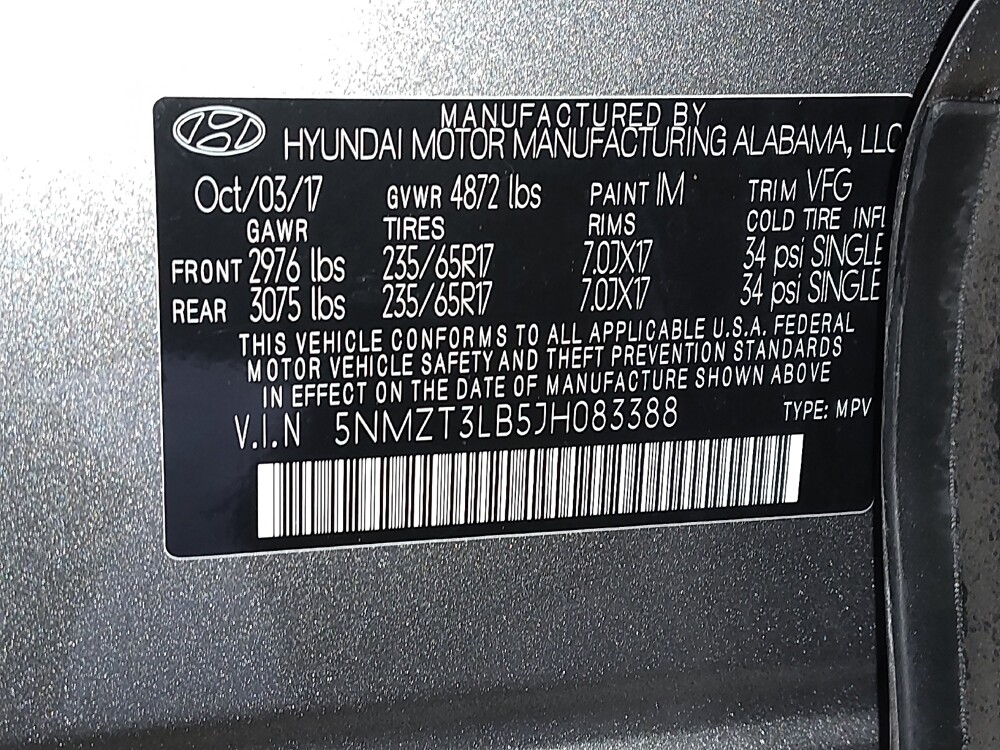 MANUFACTURED BY
HYUNDAI MOTOR MANUFACTURING ALABAMA, LLC
Oct/03/17 GVWR 4872 lbs PAINT IM TRIM VFG
GAWR TIRES RIMS COLD TIRE INFL
FRONT 2976 lbs 235/65R17 7.0JX17 34 psi SINGLE
REAR 3075 lbs 235/65R17 7.0JX17 34 psi SINGLE
THIS VEHICLE CONFORMS TO ALL APPLICABLE U.S.A. FEDERAL
MOTOR VEHICLE SAFETY AND THEFT PREVENTION STANDARDS
IN EFFECT ON THE DATE OF MANUFACTURE SHOWN ABOVE
V.I.N 5NMZT3LB5JH083388 TYPE: MPV